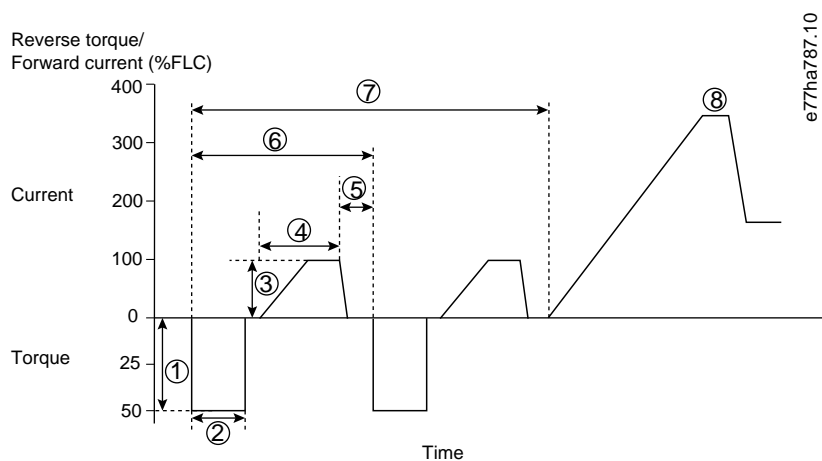 Reverse torque/
Forward current (%FLC)
e77ha787.10
400
⑦
⑧
300
⑥
Current
200
⑤
④
100
③
0
Torque
①
25
50
②
Time